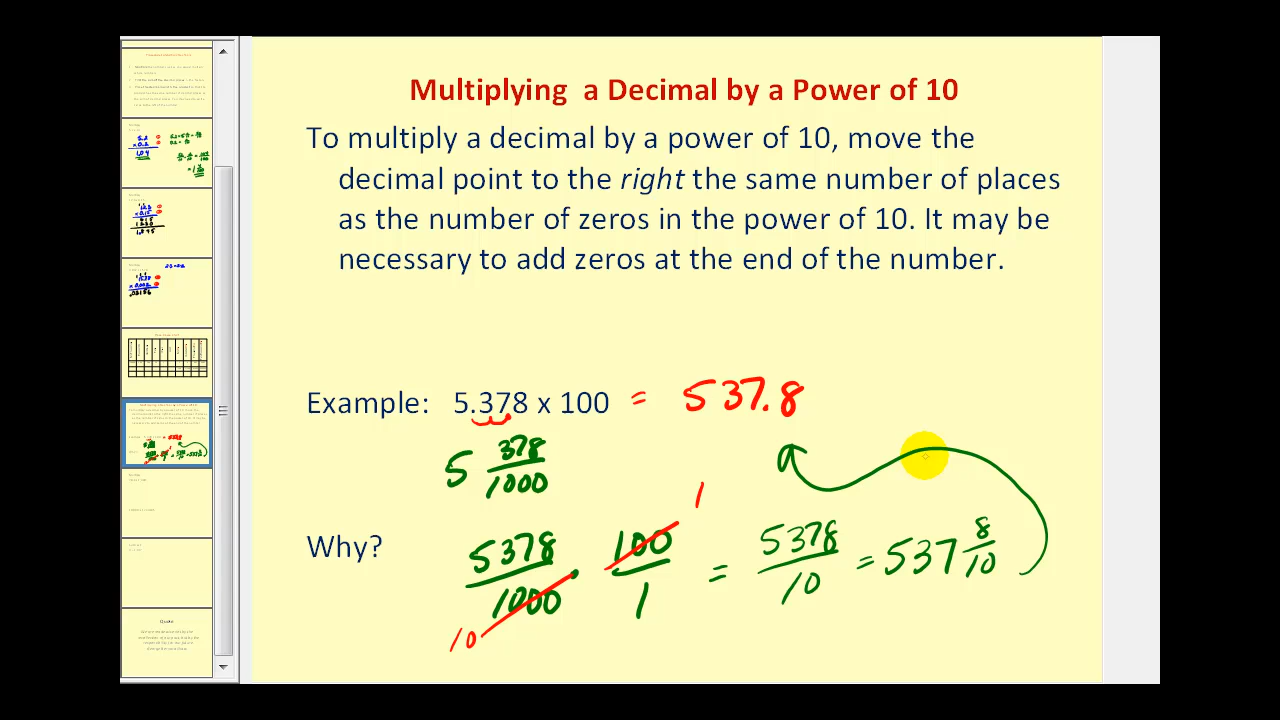 Multiplying a Decimal by a Power of 10
To multiply a decimal by a power of 10, move the
decimal point to the right the same number of places
as the number of zeros in the power of 10. It may be
necessary to add zeros at the end of the number.
Example: 5.378 x 100 = 537.8
5 378/1000
Why? 5378/1000 · 100/1 = 5378/10 = 537 8/10
1
10
Quote: